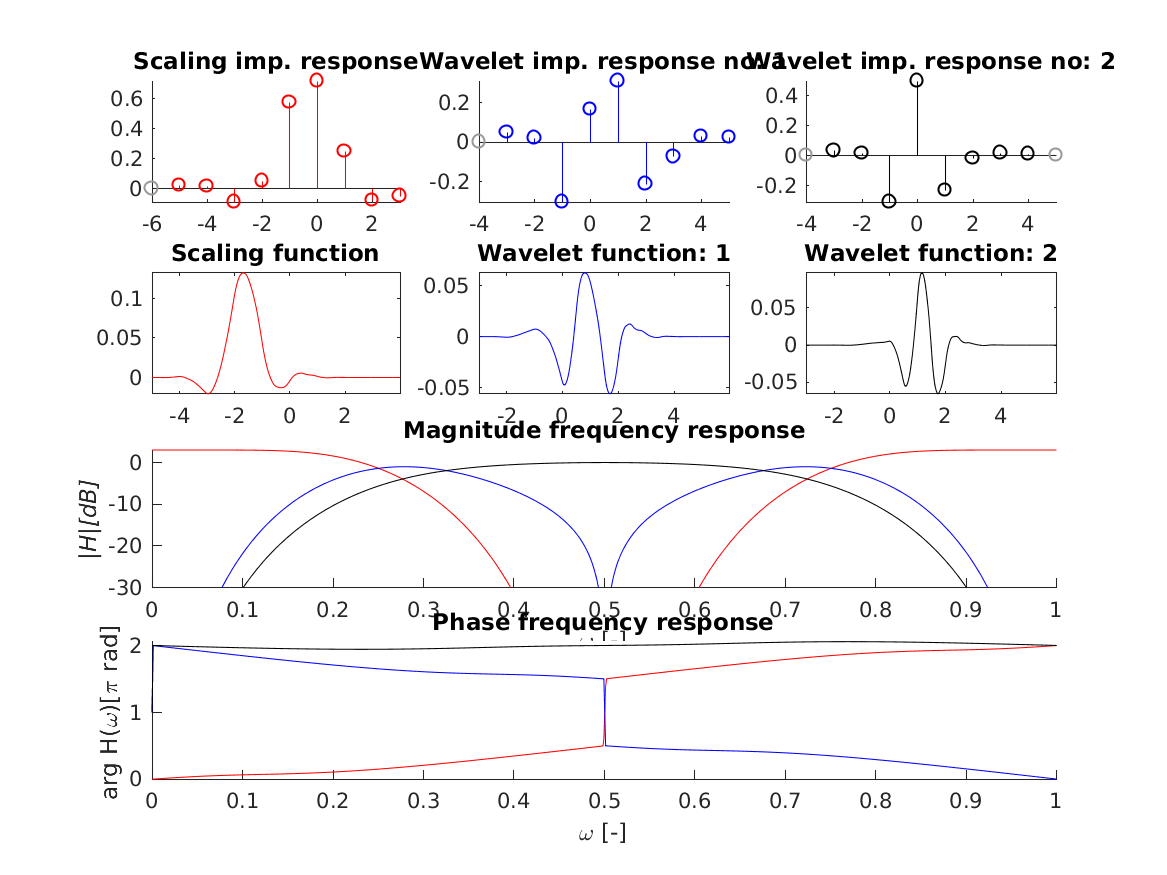 Scaling imp. response
Wavelet imp. response no: 1
Wavelet imp. response no: 2
0.6
0.4
0.2
0
-6 -4 -2 0 2
0.2
0
-0.2
-4 -2 0 2 4
0.4
0.2
0
-0.2
-4 -2 0 2 4
Scaling function
Wavelet function: 1
Wavelet function: 2
0.1
0.05
0
-4 -2 0 2
0.05
0
-0.05
-2 0 2 4
0.05
0
-0.05
-2 0 2 4
Magnitude frequency response
|H|[dB]
0
-10
-20
-30
0 0.1 0.2 0.3 0.4 0.5 0.6 0.7 0.8 0.9 1
Phase frequency response
arg H(ω)[π rad]
2
1
0
0 0.1 0.2 0.3 0.4 0.5 0.6 0.7 0.8 0.9 1
ω [-]